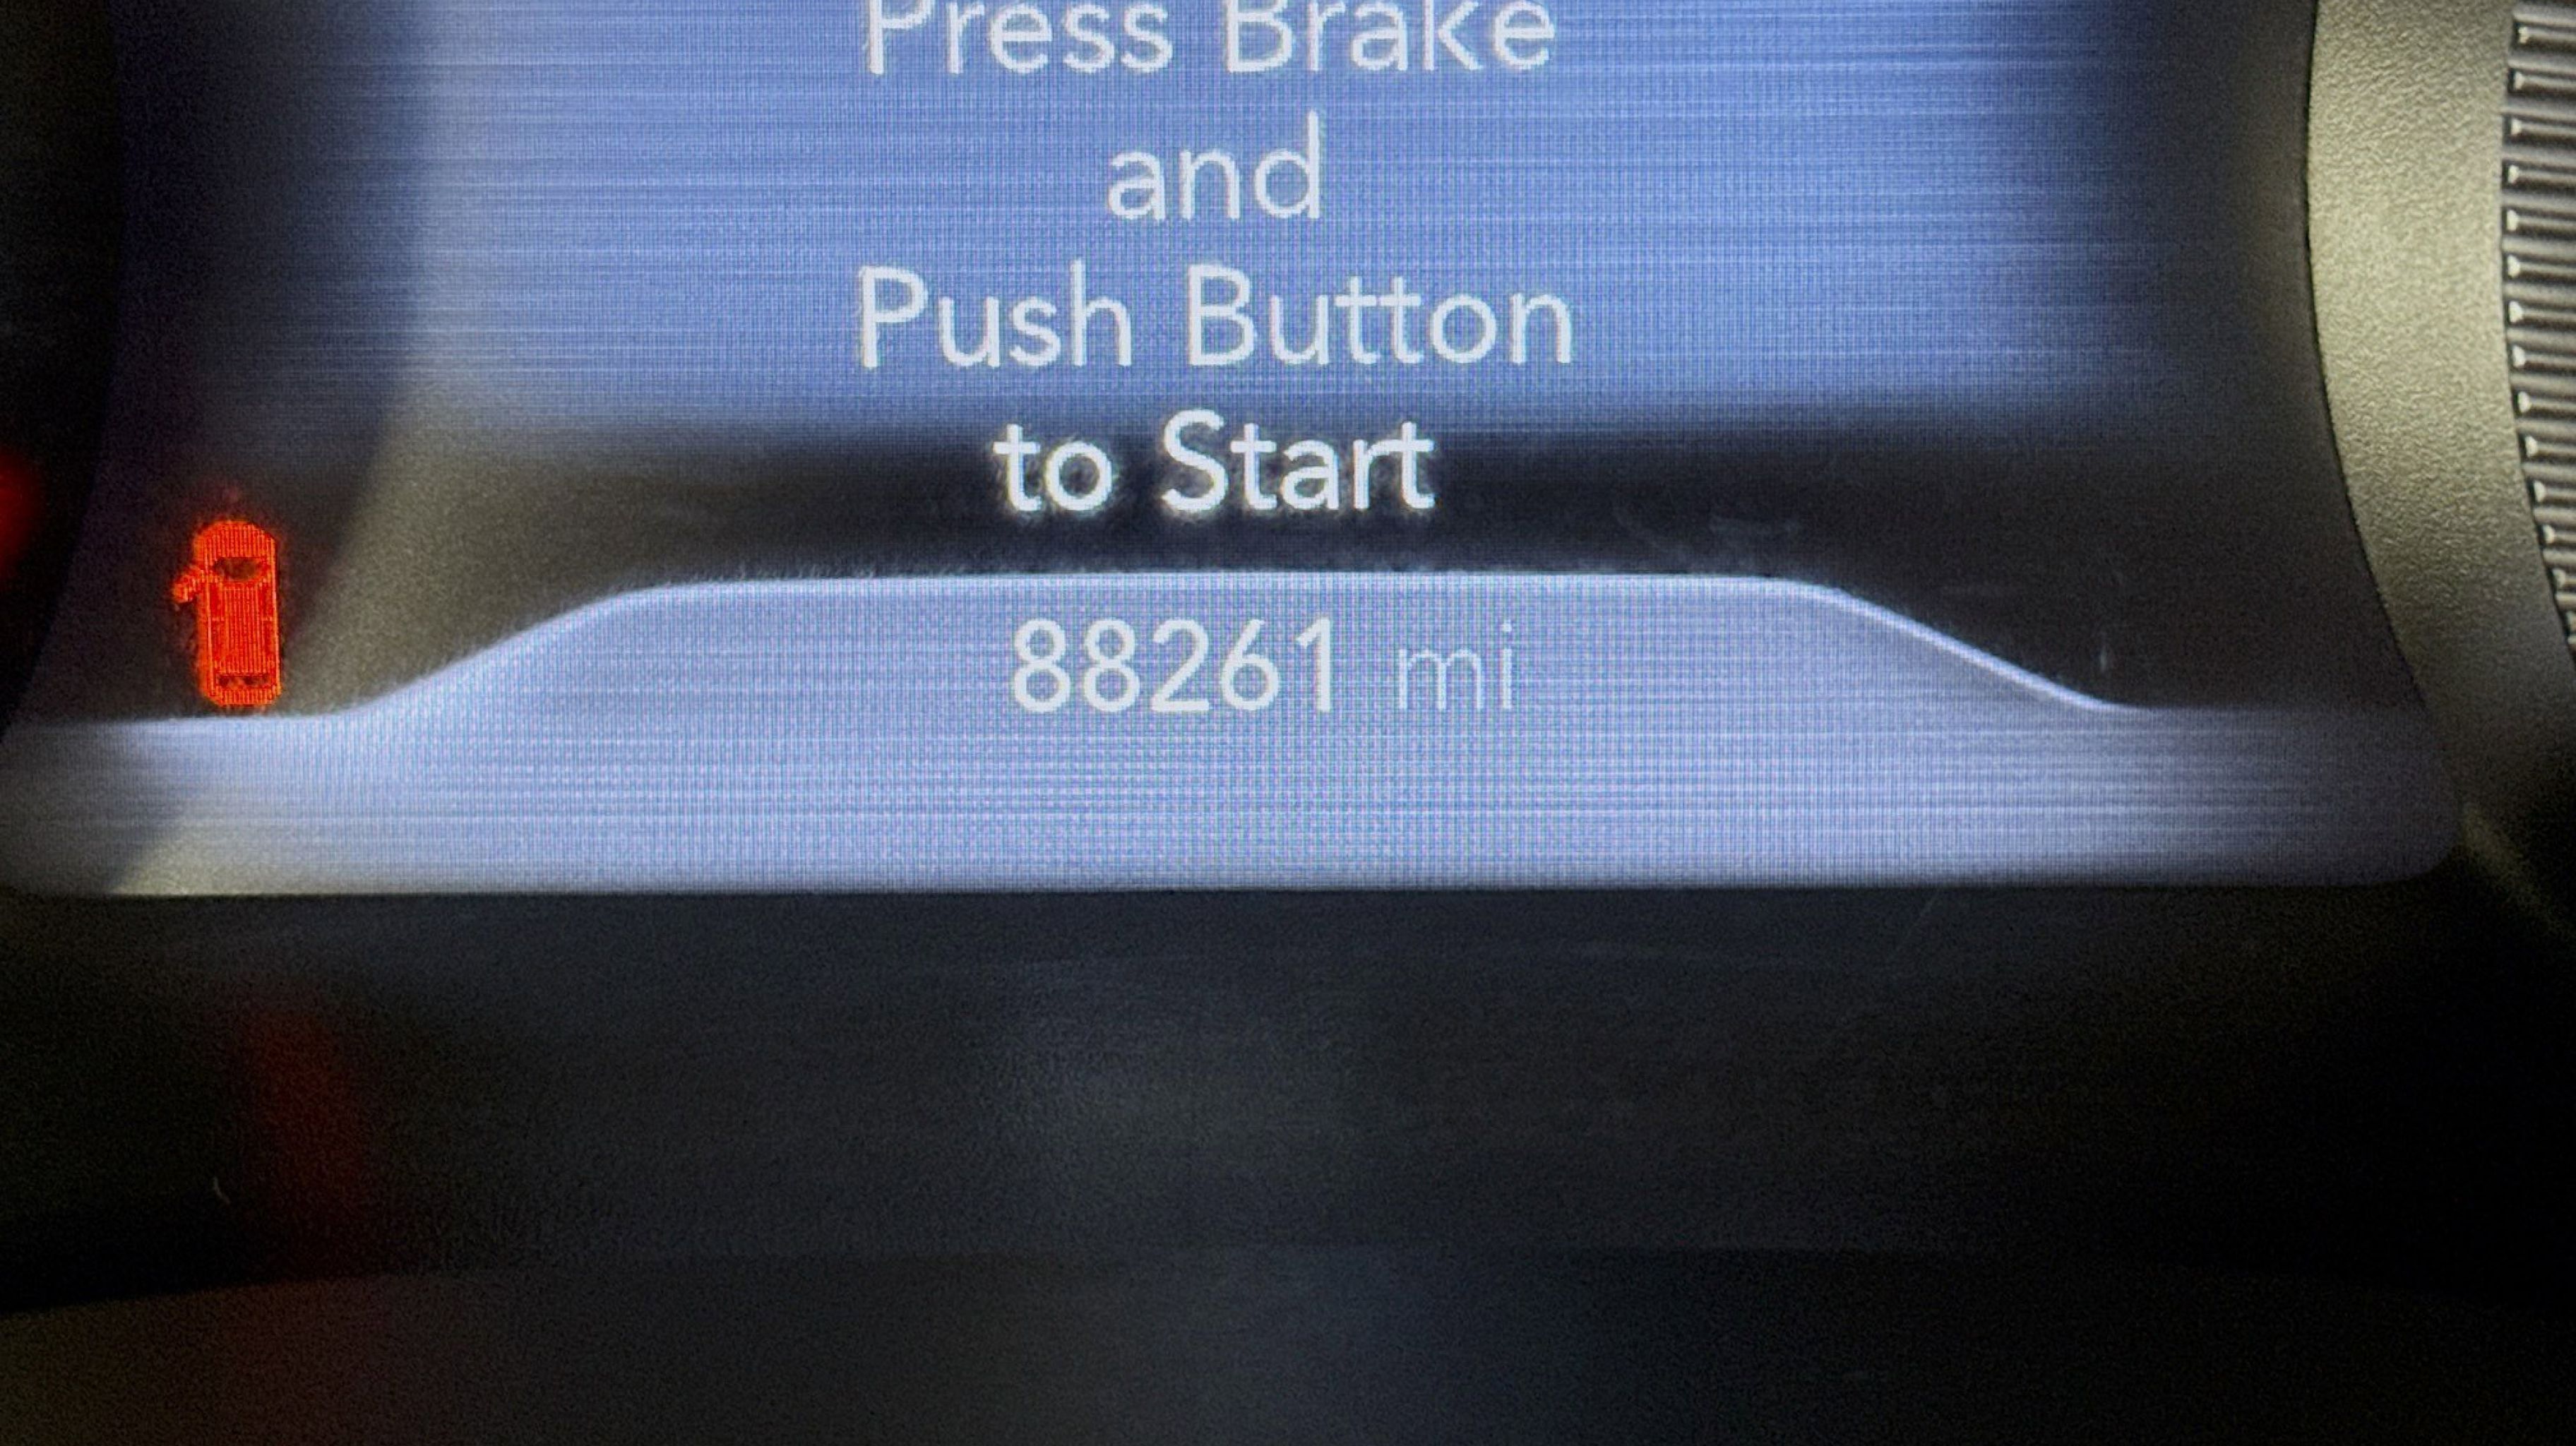 Press Brake
and
Push Button
to Start
88261 mi